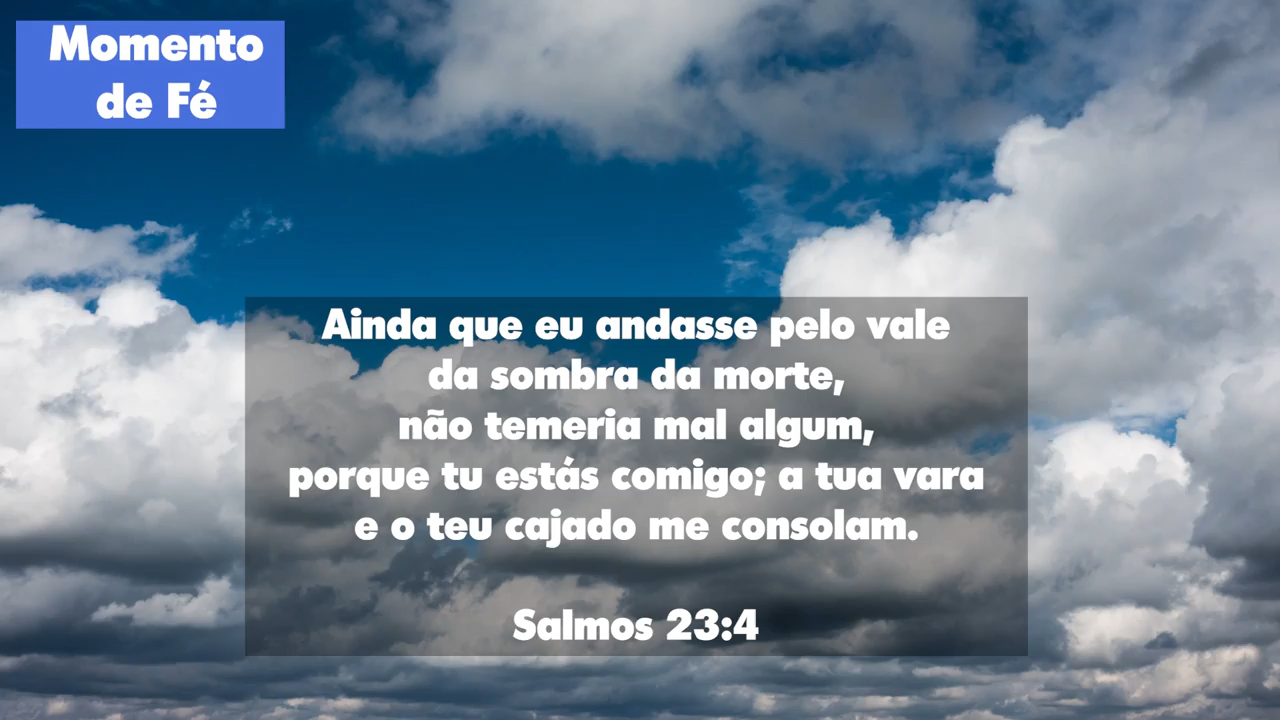 Momento
de Fé
Ainda que eu andasse pelo vale
da sombra da morte,
não temeria mal algum,
porque tu estás comigo; a tua vara
e o teu cajado me consolam.
Salmos 23:4